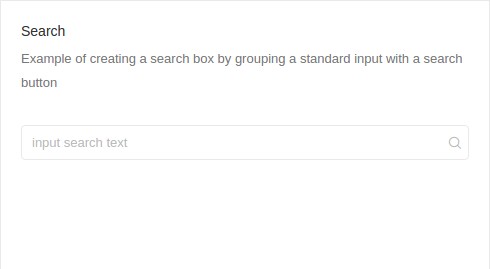 Search
Example of creating a search box by grouping a standard input with a search
button
input search text